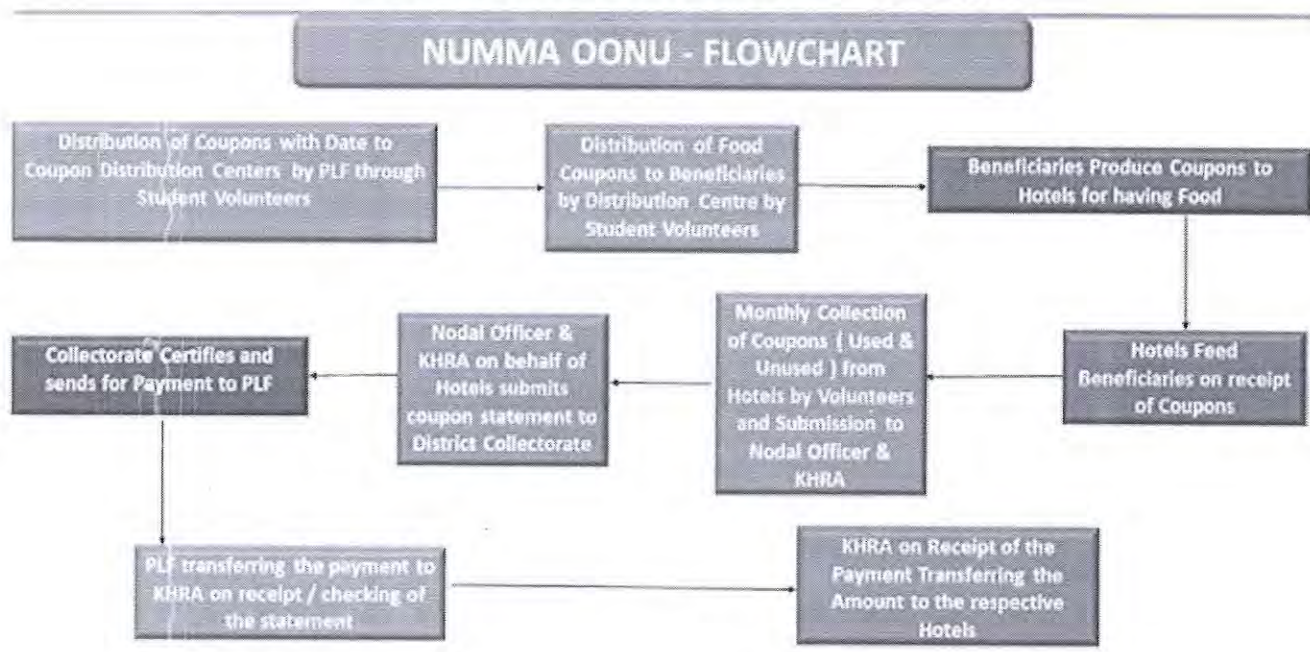 NUMMA OONU - FLOWCHART
Distribution of Coupons with Date to
Coupon Distribution Centers by PLF through
Student Volunteers
Distribution of Food
Coupons to Beneficiaries
by Distribution Centre by
Student Volunteers
Beneficiaries Produce Coupons to
Hotels for having Food
Hotels Feed
Beneficiaries on receipt
of Coupons
Monthly Collection
of Coupons ( Used &
Unused ) from
Hotels by Volunteers
and Submission to
Nodal Officer &
KHRA
Nodal Officer &
KHRA on behalf of
Hotels submits
coupon statement to
District Collectorate
Collectorate Certifies and
sends for Payment to PLF
PLF transferring the payment to
KHRA on receipt / checking of
the statement
KHRA on Receipt of the
Payment Transferring the
Amount to the respective
Hotels